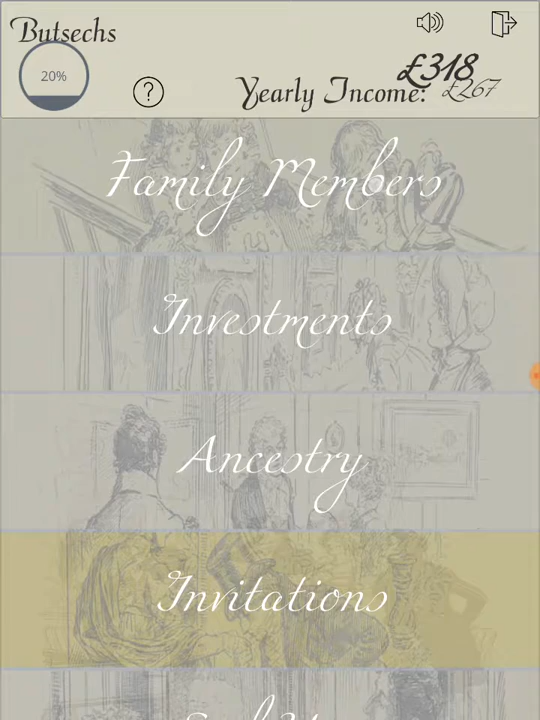 Butsechs
20%
?
£318
Yearly Income: £267
Family Members
Investments
Ancestry
Invitations